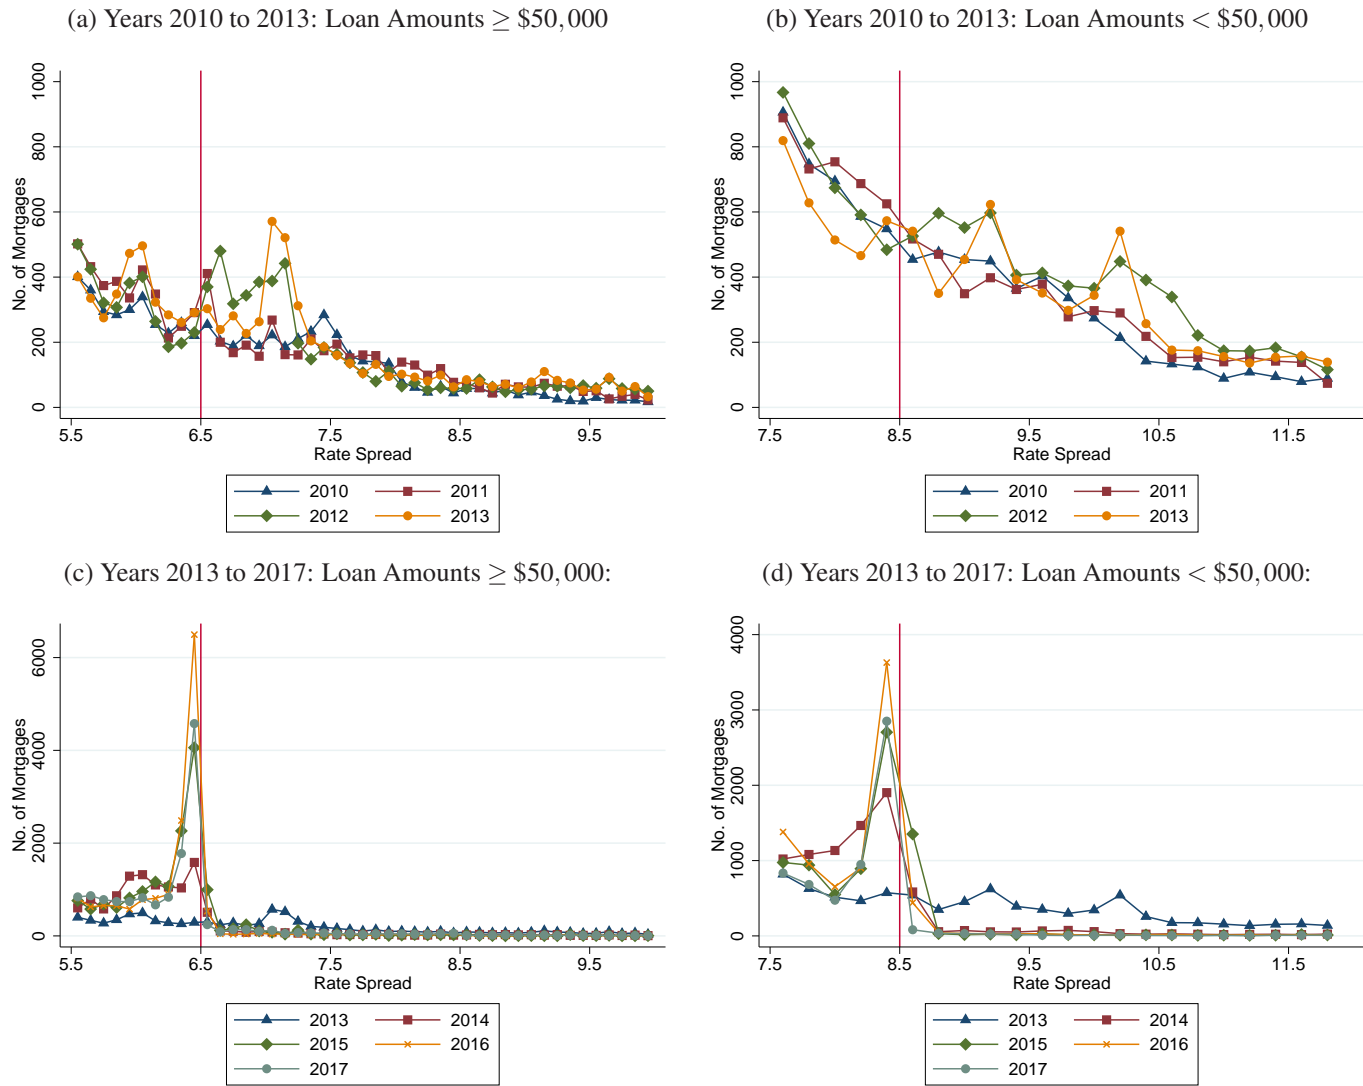 (a) Years 2010 to 2013: Loan Amounts ≥ $50,000
No. of Mortgages
0 200 400 600 800 1000
5.5 6.5 7.5 8.5 9.5
Rate Spread
2010 2011
2012 2013
(b) Years 2010 to 2013: Loan Amounts < $50,000
No. of Mortgages
0 200 400 600 800 1000
7.5 8.5 9.5 10.5 11.5
Rate Spread
2010 2011
2012 2013
(c) Years 2013 to 2017: Loan Amounts ≥ $50,000:
No. of Mortgages
0 2000 4000 6000
5.5 6.5 7.5 8.5 9.5
Rate Spread
2013 2014
2015 2016
2017
(d) Years 2013 to 2017: Loan Amounts < $50,000:
No. of Mortgages
0 1000 2000 3000 4000
7.5 8.5 9.5 10.5 11.5
Rate Spread
2013 2014
2015 2016
2017